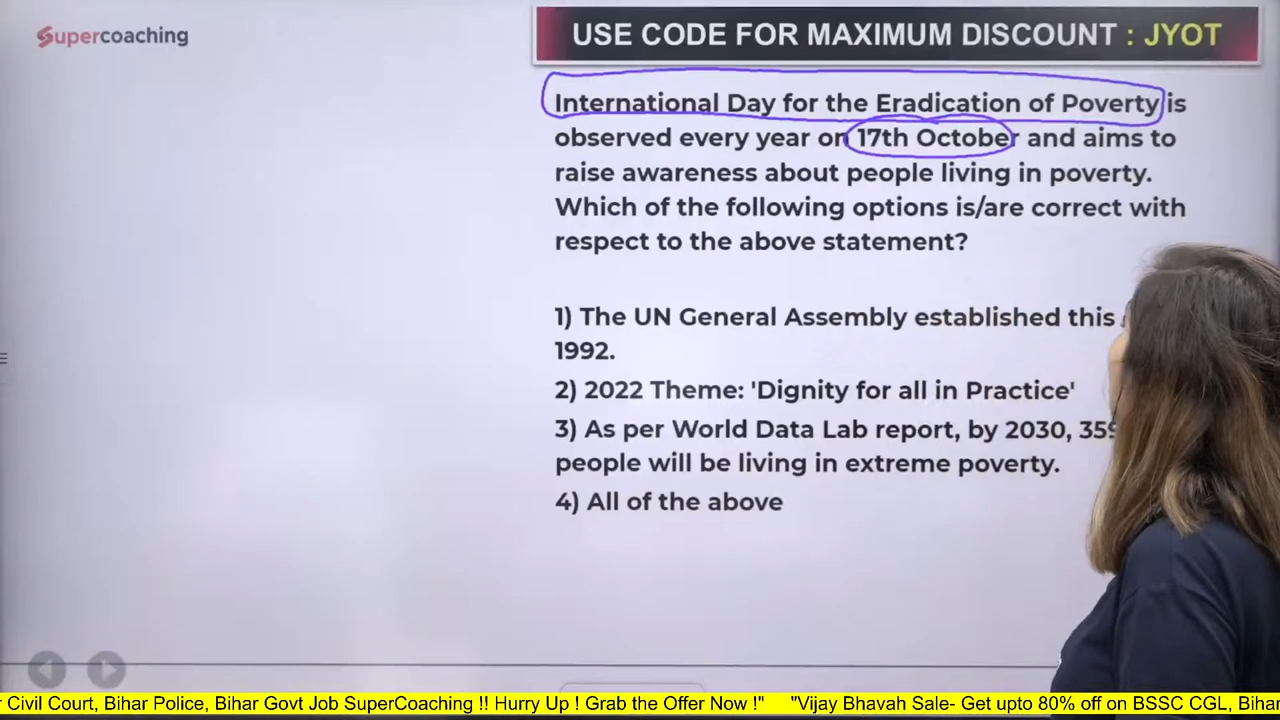 Supercoaching
USE CODE FOR MAXIMUM DISCOUNT : JYOT
International Day for the Eradication of Poverty is
observed every year on 17th October and aims to
raise awareness about people living in poverty.
Which of the following options is/are correct with
respect to the above statement?
1) The UN General Assembly established this
1992.
2) 2022 Theme: 'Dignity for all in Practice'
3) As per World Data Lab report, by 2030, 359
people will be living in extreme poverty.
4) All of the above
Civil Court, Bihar Police, Bihar Govt Job SuperCoaching !! Hurry Up ! Grab the Offer Now !" "Vijay Bhavah Sale- Get upto 80% off on BSSC CGL, Bihar